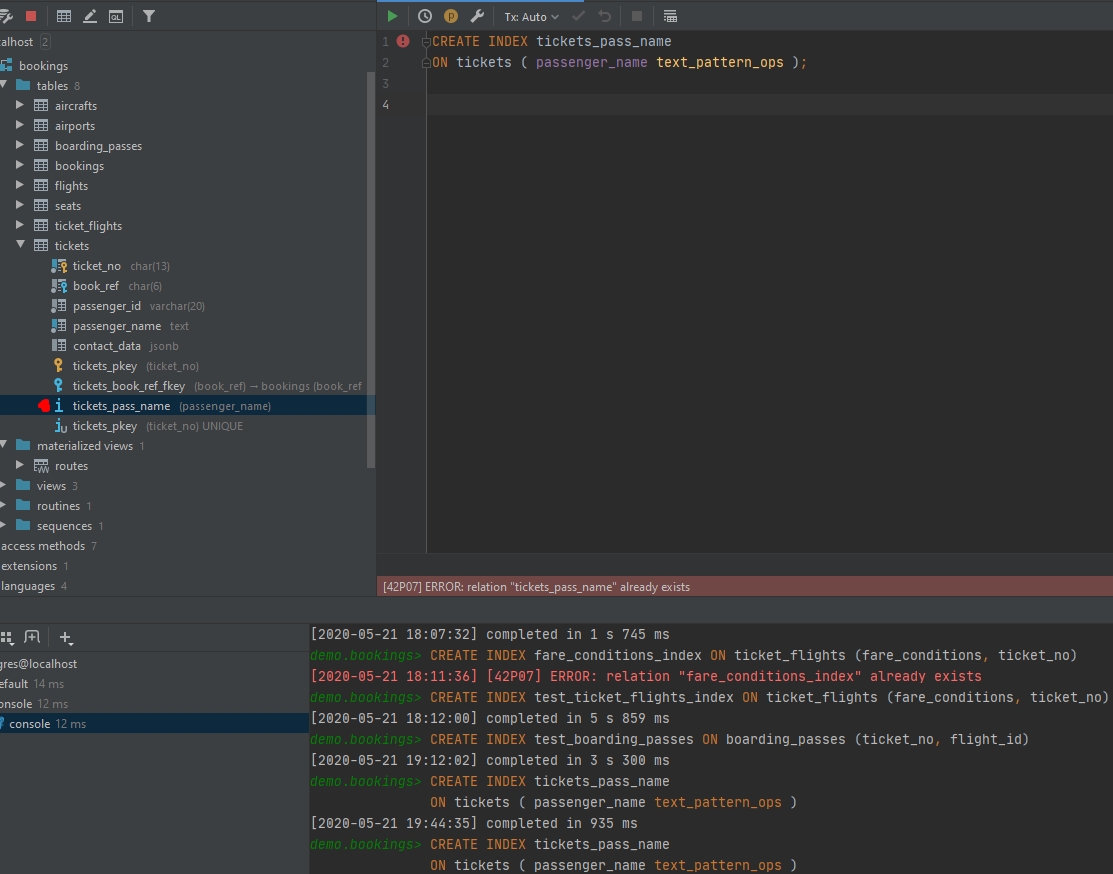 QL
Tx: Auto
alhost 2
bookings
tables 8
aircrafts
airports
boarding_passes
bookings
flights
seats
ticket_flights
tickets
ticket_no char(13)
book_ref char(6)
passenger_id varchar(20)
passenger_name text
contact_data jsonb
tickets_pkey (ticket_no)
tickets_book_ref_fkey (book_ref) → bookings (book_ref
tickets_pass_name (passenger_name)
tickets_pkey (ticket_no) UNIQUE
materialized views 1
routes
views 3
routines 1
sequences 1
access methods 7
extensions 1
languages 4
1 CREATE INDEX tickets_pass_name
2 ON tickets ( passenger_name text_pattern_ops );
3
4
[42P07] ERROR: relation "tickets_pass_name" already exists
gres@localhost
efault 14 ms
onsole 12 ms
console 12 ms
[2020-05-21 18:07:32] completed in 1 s 745 ms
demo.bookings> CREATE INDEX fare_conditions_index ON ticket_flights (fare_conditions, ticket_no)
[2020-05-21 18:11:36] [42P07] ERROR: relation "fare_conditions_index" already exists
demo.bookings> CREATE INDEX test_ticket_flights_index ON ticket_flights (fare_conditions, ticket_no)
[2020-05-21 18:12:00] completed in 5 s 859 ms
demo.bookings> CREATE INDEX test_boarding_passes ON boarding_passes (ticket_no, flight_id)
[2020-05-21 19:12:02] completed in 3 s 300 ms
demo.bookings> CREATE INDEX tickets_pass_name
ON tickets ( passenger_name text_pattern_ops )
[2020-05-21 19:44:35] completed in 935 ms
demo.bookings> CREATE INDEX tickets_pass_name
ON tickets ( passenger_name text_pattern_ops )